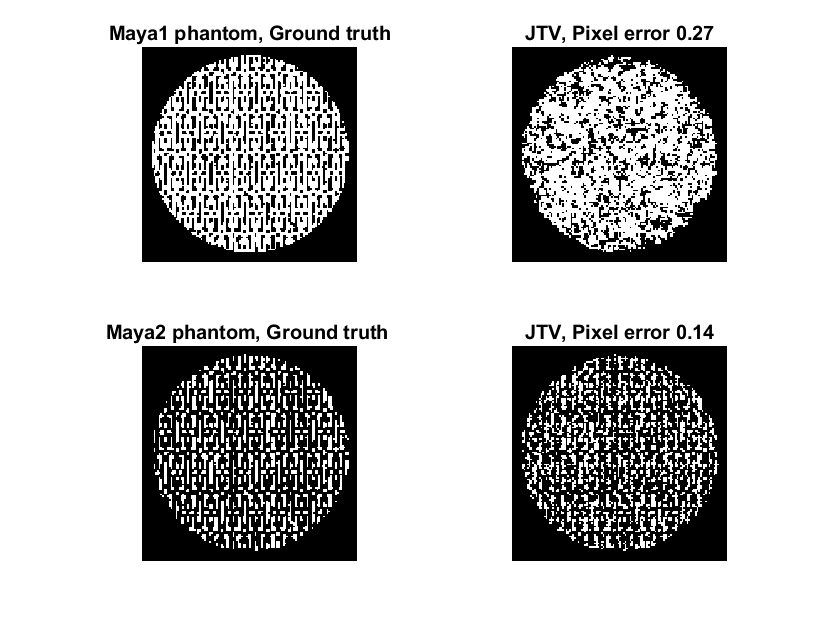 Maya1 phantom, Ground truth
JTV, Pixel error 0.27
Maya2 phantom, Ground truth
JTV, Pixel error 0.14